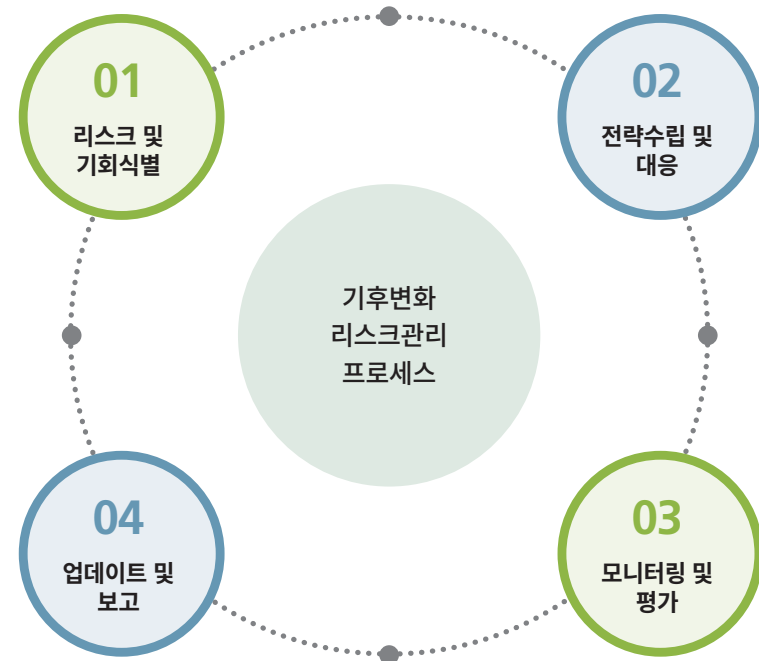 01
리스크 및
기회식별
02
전략수립 및
대응
기후변화
리스크관리
프로세스
04
업데이트 및
보고
03
모니터링 및
평가